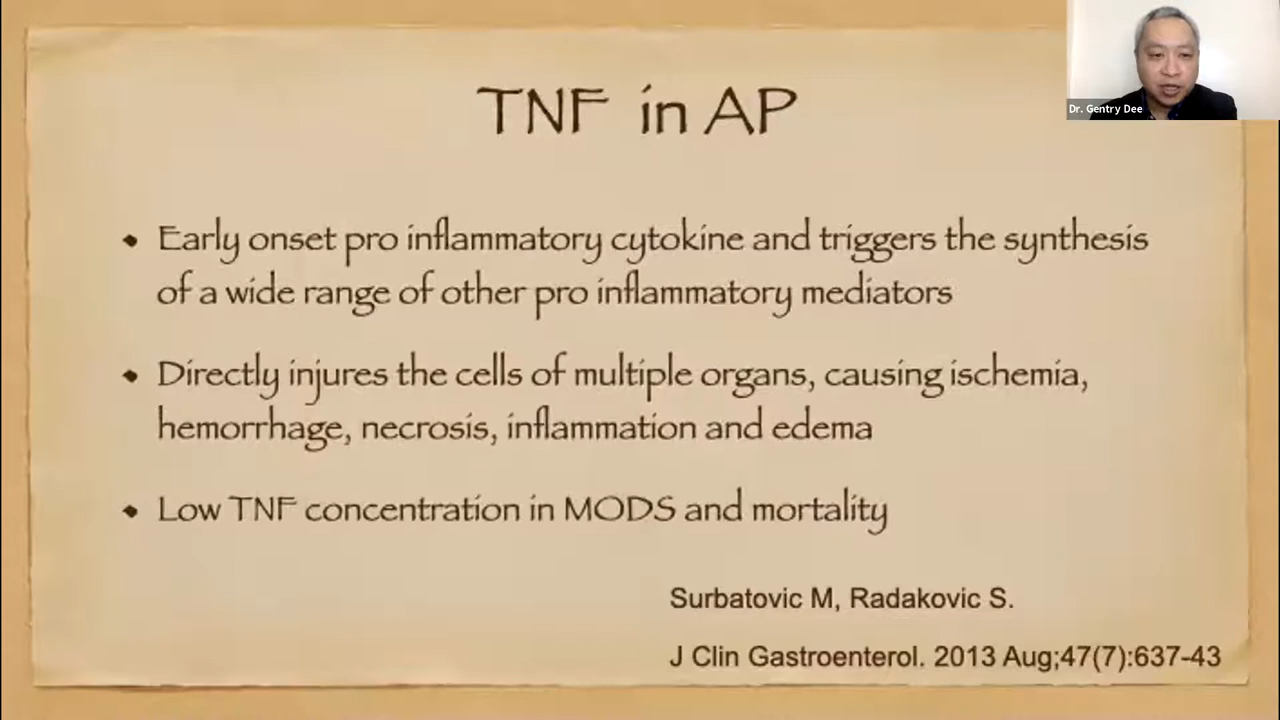 TNF in AP
Dr. Gentry Dee
• Early onset pro inflammatory cytokine and triggers the synthesis
of a wide range of other pro inflammatory mediators
• Directly injures the cells of multiple organs, causing ischemia,
hemorrhage, necrosis, inflammation and edema
• Low TNF concentration in MODS and mortality
Surbatovic M, Radakovic S.
J Clin Gastroenterol. 2013 Aug;47(7):637-43